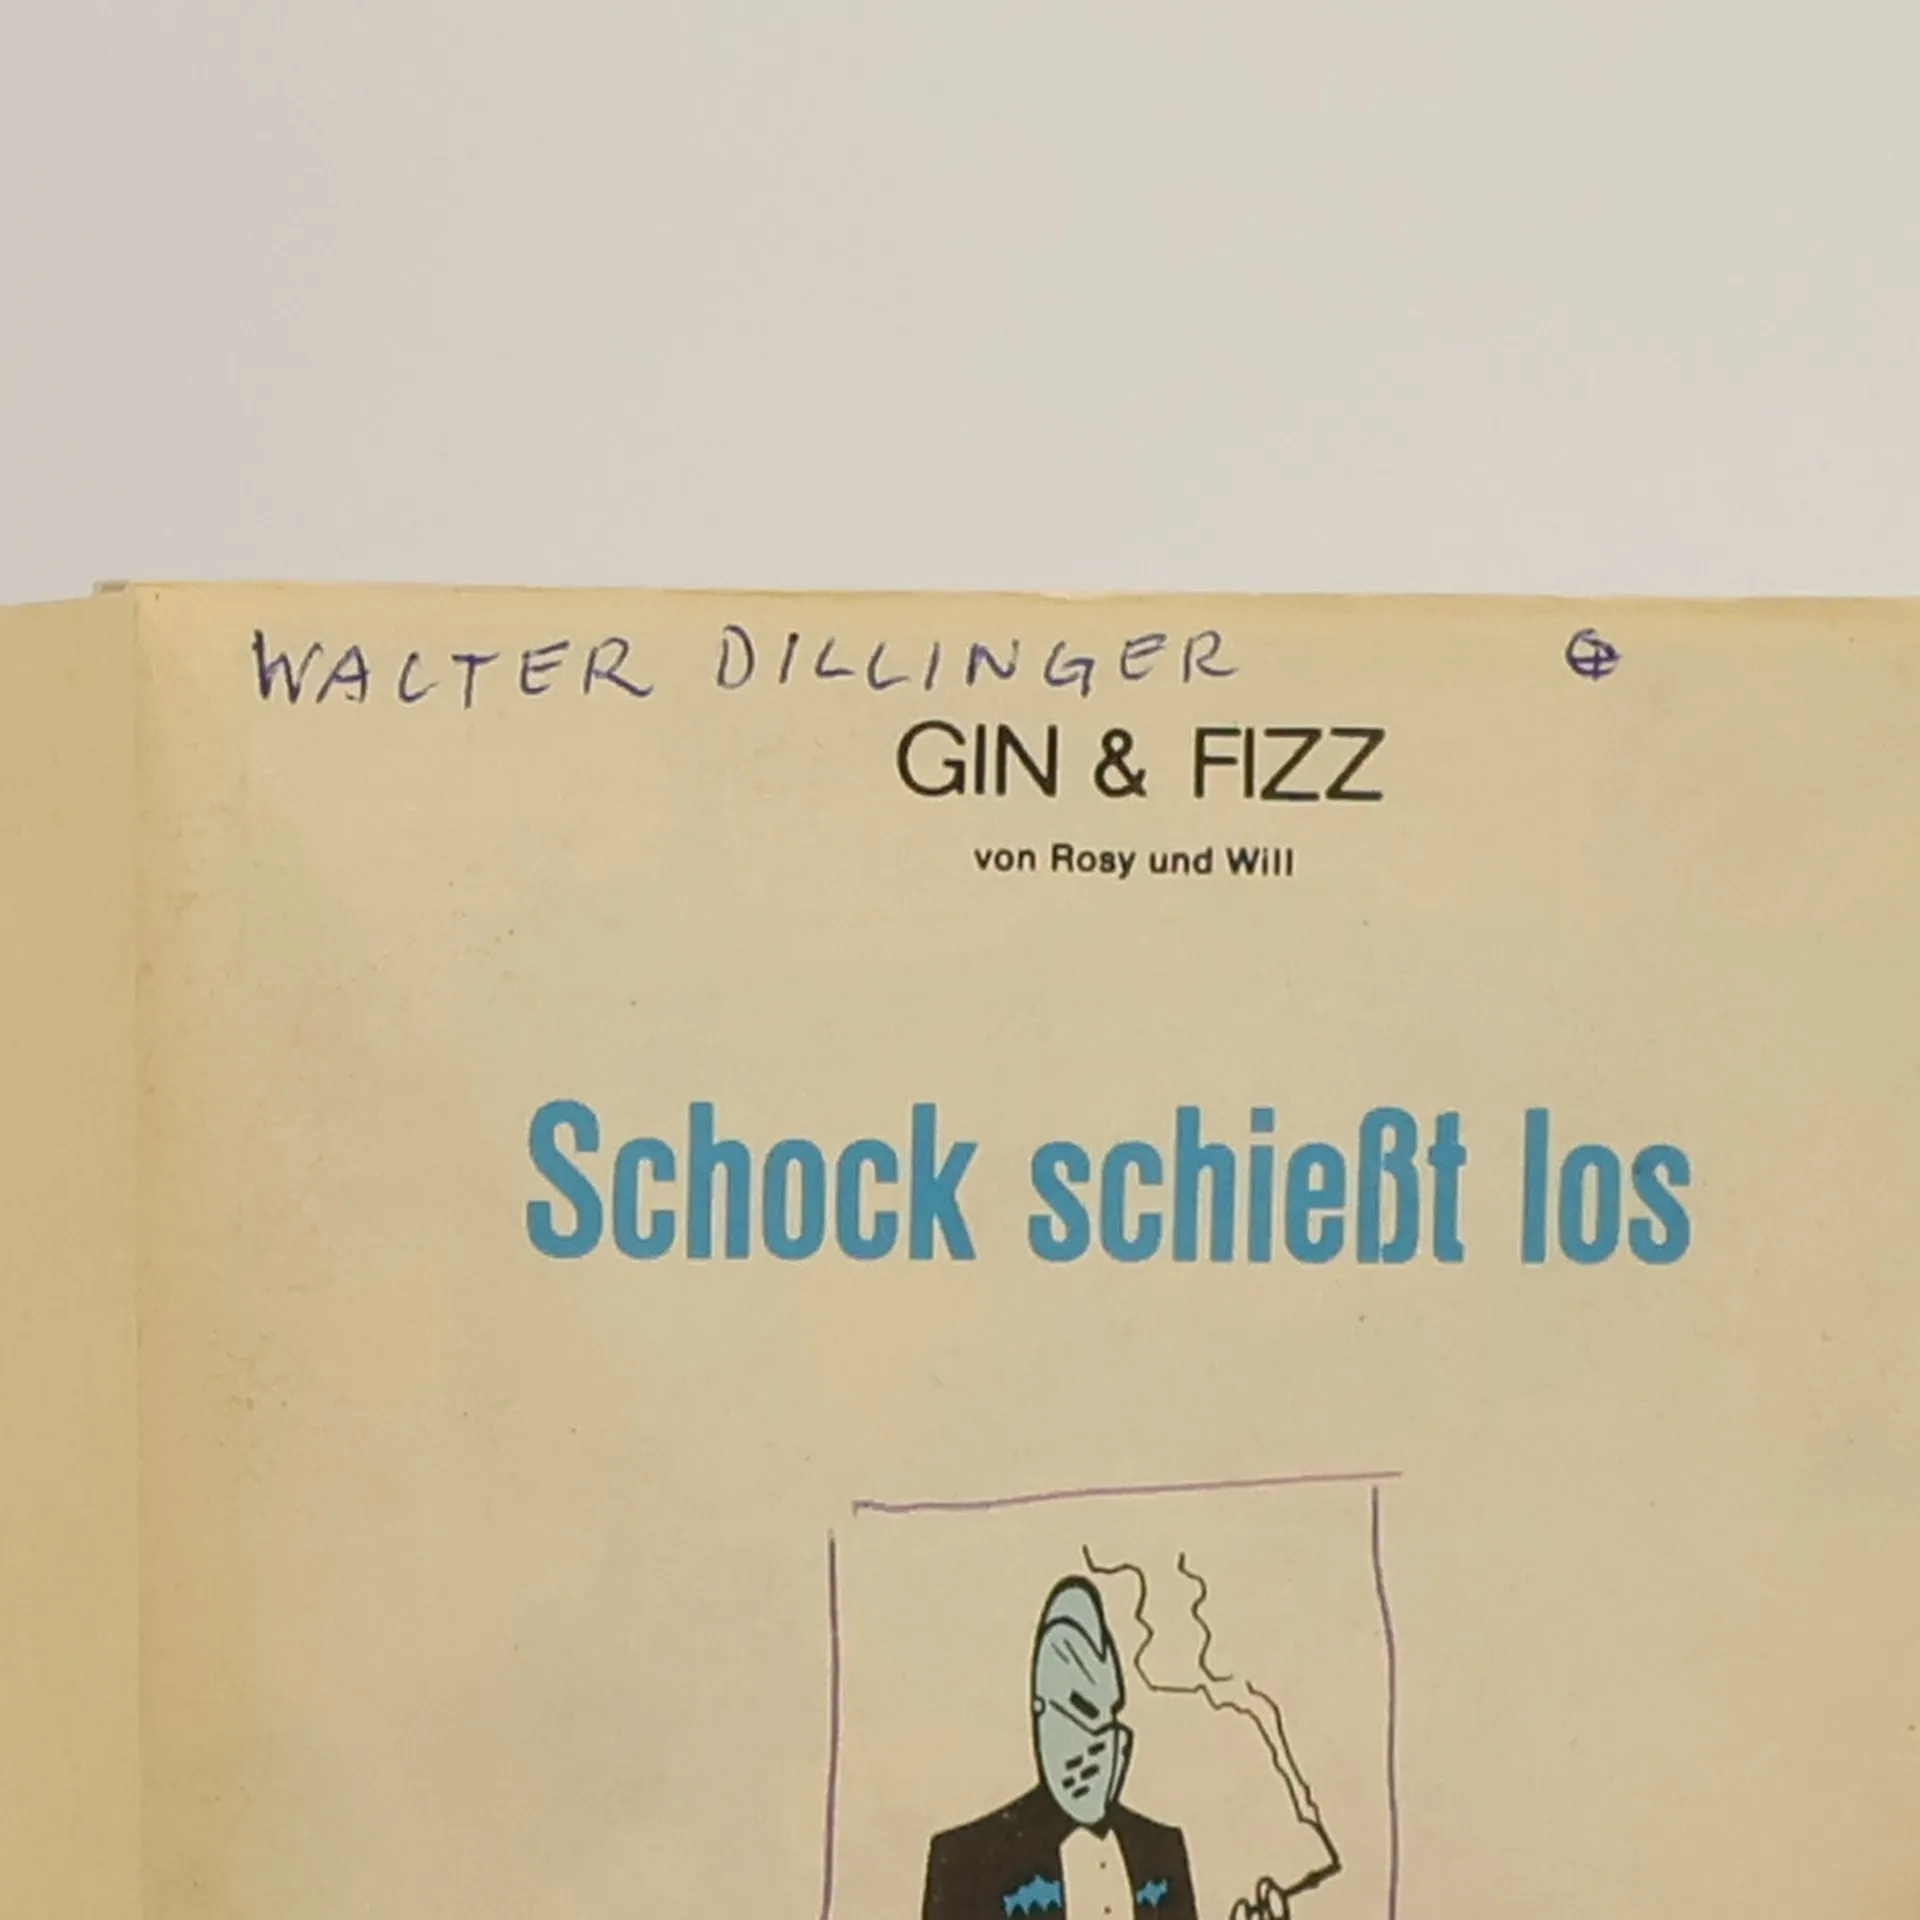 WALTER DILLINGER
GIN & FIZZ
von Rosy und Will
Schock schießt los